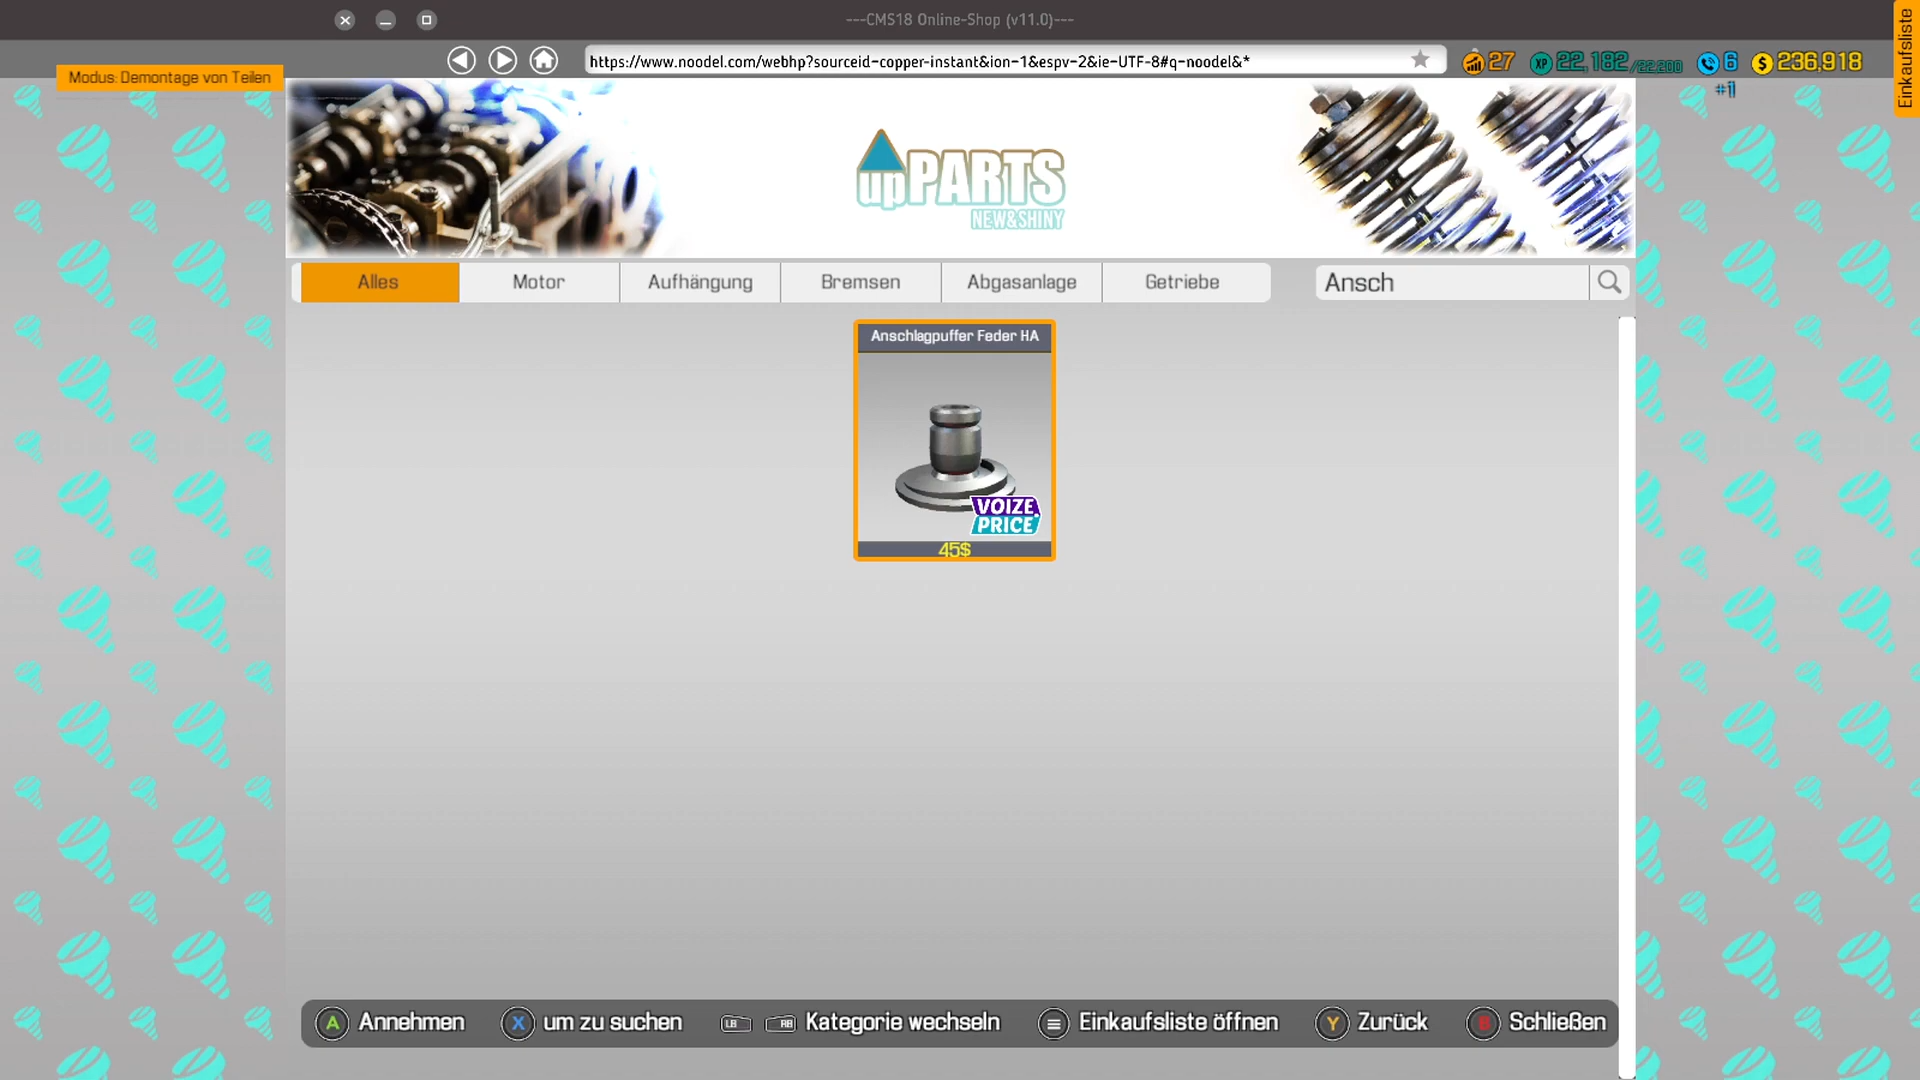 ---CMS18 Online-Shop (v11.0)---
Einkaufsliste
https://www.noodel.com/webhp?sourceid-copper-instant&ion-1&espv-2&ie-UTF-8#q-noodel&*
27
XP 22,182/22,200
6
$ 236,918
+1
Modus: Demontage von Teilen
upPARTS
NEW&SHINY
Alles
Motor
Aufhängung
Bremsen
Abgasanlage
Getriebe
Ansch
Anschlagpuffer Feder HA
VOIZE
PRICE
45$
A Annehmen
X um zu suchen
LB RB Kategorie wechseln
Einkaufsliste öffnen
Y Zurück
B Schließen